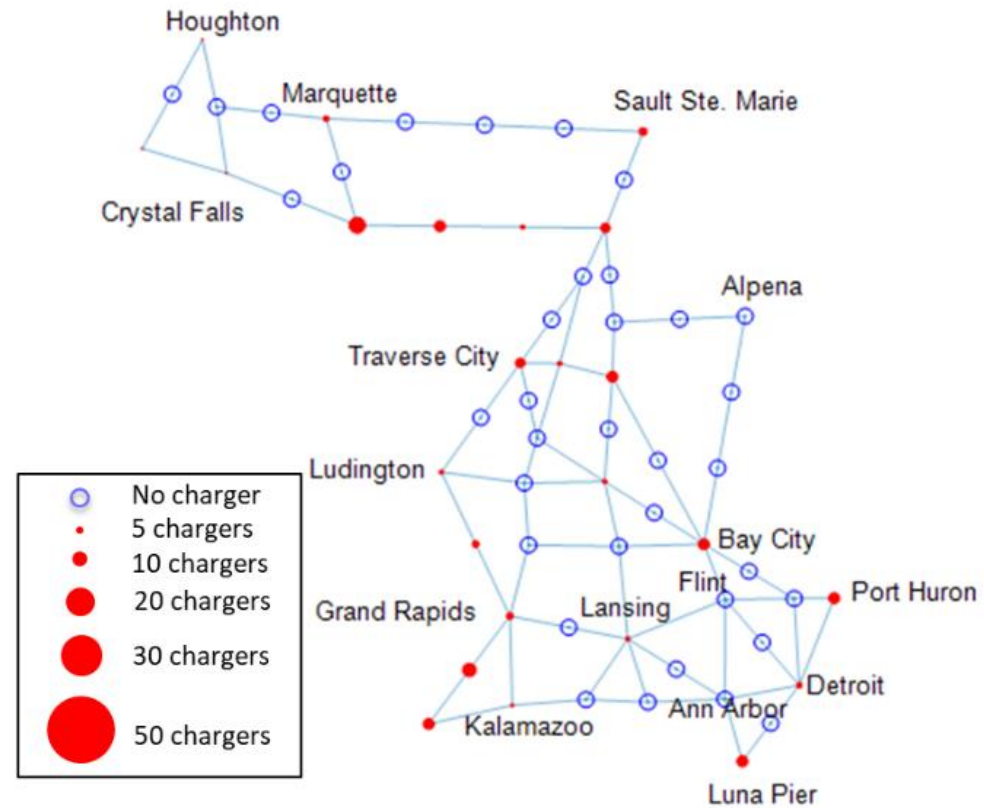 Houghton
Marquette
Sault Ste. Marie
Crystal Falls
Alpena
Traverse City
Ludington
No charger
5 chargers
10 chargers
20 chargers
30 chargers
50 chargers
Bay City
Flint
Port Huron
Grand Rapids
Lansing
Detroit
Ann Arbor
Kalamazoo
Luna Pier